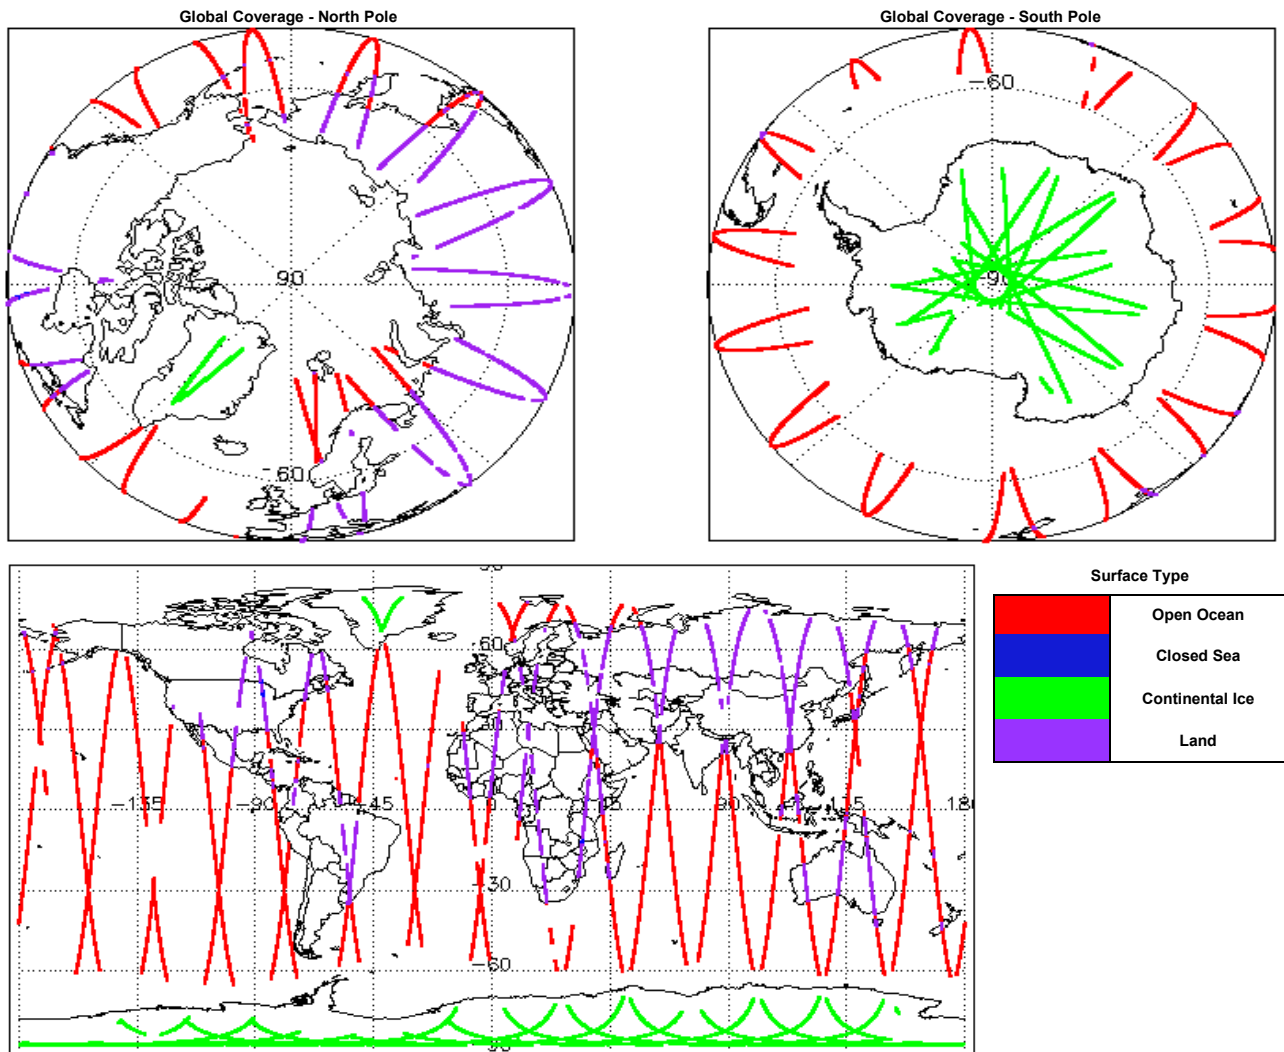 Global Coverage - North Pole
Global Coverage - South Pole
90
-60
-60
-90
60
-135
-90
-45
0
90
135
180
-30
-60
Surface Type
Open Ocean
Closed Sea
Continental Ice
Land